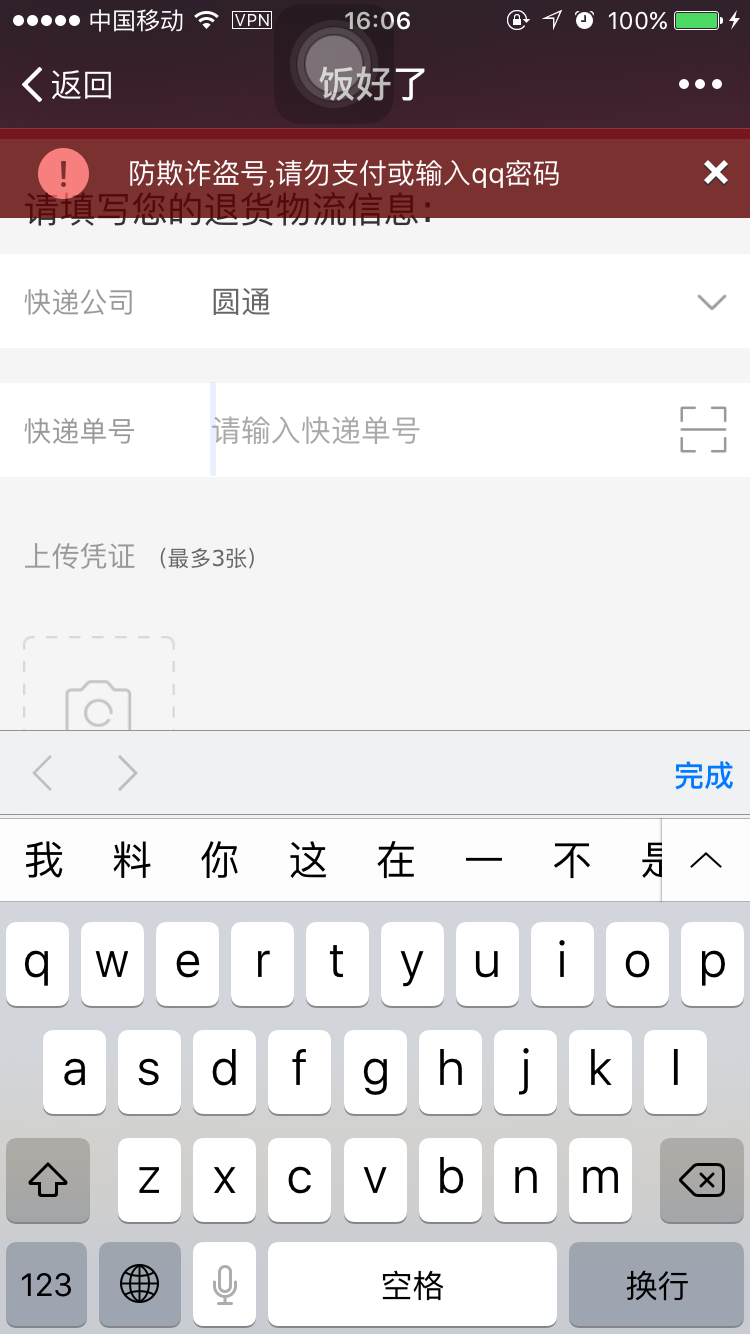 中国移动 VPN 16:06 100%
返回 饭好了
防欺诈盗号,请勿支付或输入qq密码
请填写您的退货物流信息:
快递公司 圆通
快递单号 请输入快递单号
上传凭证 (最多3张)
完成
我 料 你 这 在 一 不 是
q w e r t y u i o p
a s d f g h j k l
z x c v b n m
123 空格 换行